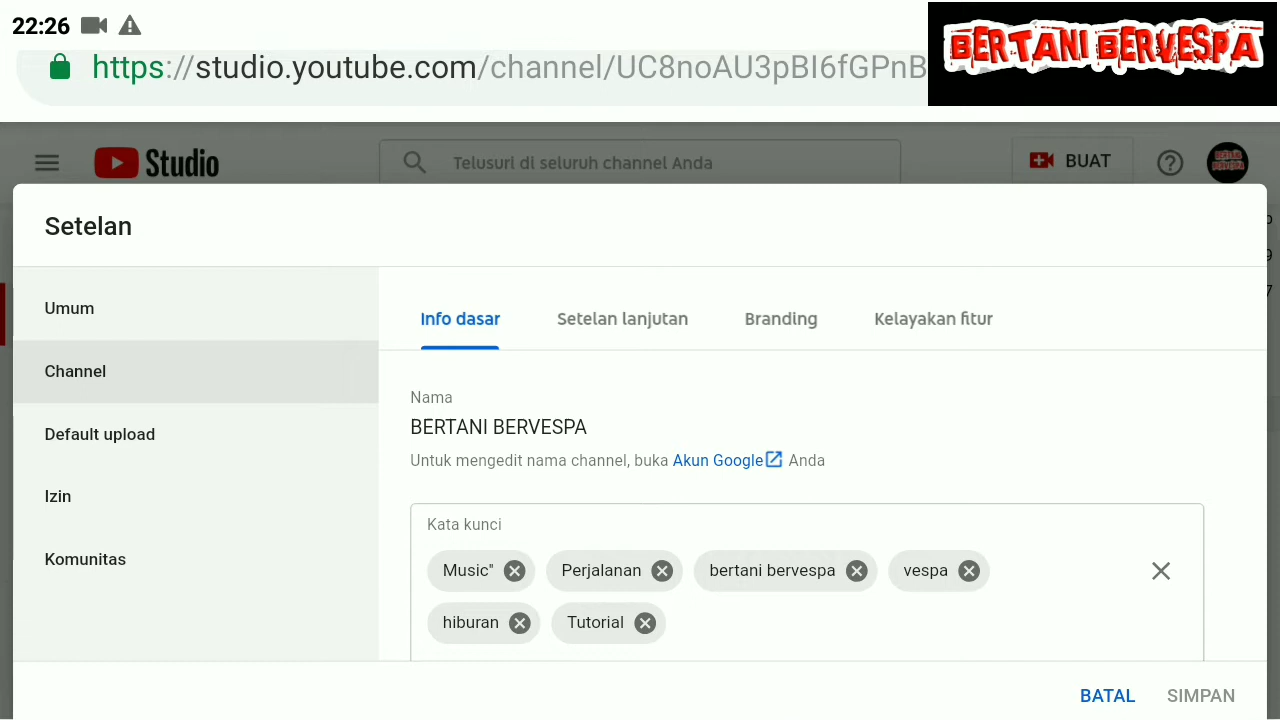 22:26
BERTANI BERVESPA
https://studio.youtube.com/channel/UC8noAU3pBI6fGPnB
Studio
Telusuri di seluruh channel Anda
BUAT
Setelan
Umum
Channel
Default upload
Izin
Komunitas
Info dasar
Setelan lanjutan
Branding
Kelayakan fitur
Nama
BERTANI BERVESPA
Untuk mengedit nama channel, buka Akun Google Anda
Kata kunci
Music"
Perjalanan
bertani bervespa
vespa
hiburan
Tutorial
BATAL
SIMPAN